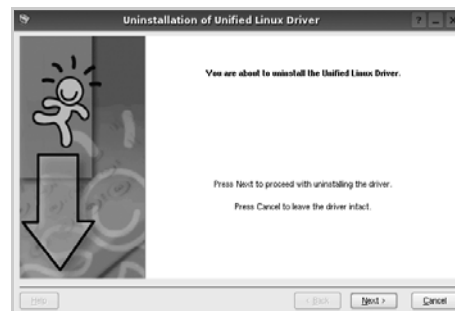 Uninstallation of Unified Linux Driver
You are about to uninstall the Unified Linux Driver.
Press Next to proceed with uninstalling the driver.
Press Cancel to leave the driver intact.
Help
< Back
Next >
Cancel